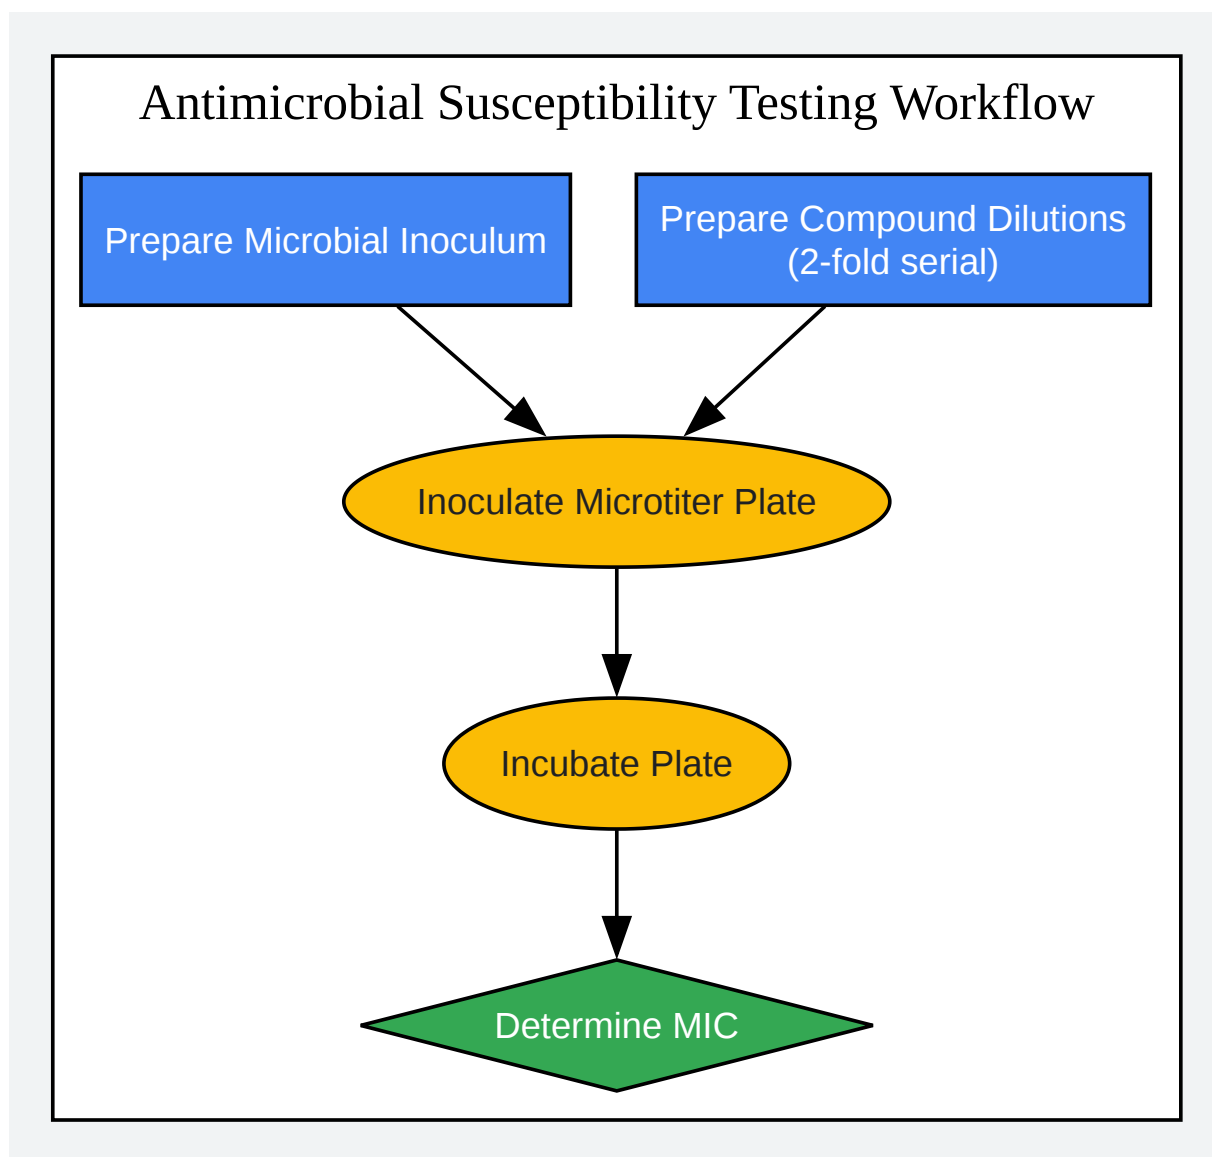 Antimicrobial Susceptibility Testing Workflow
Prepare Microbial Inoculum
Prepare Compound Dilutions
(2-fold serial)
Inoculate Microtiter Plate
Incubate Plate
Determine MIC